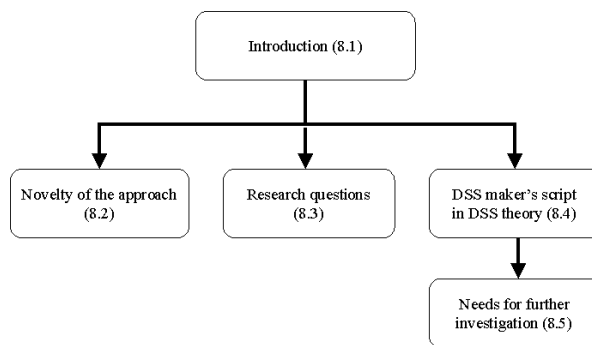 Introduction (8.1)
Novelty of the approach
(8.2)
Research questions
(8.3)
DSS maker's script
in DSS theory (8.4)
Needs for further
investigation (8.5)